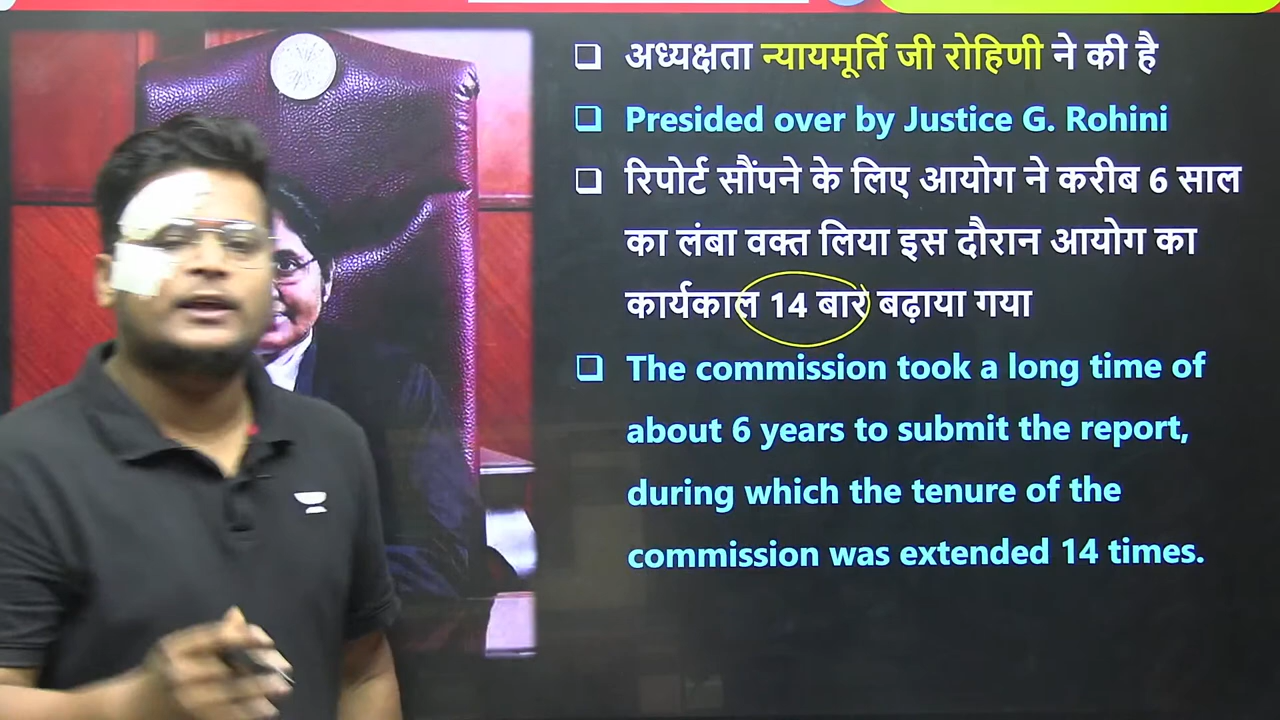 अध्यक्षता न्यायमूर्ति जी रोहिणी ने की है
Presided over by Justice G. Rohini
रिपोर्ट सौंपने के लिए आयोग ने करीब 6 साल
का लंबा वक्त लिया इस दौरान आयोग का
कार्यकाल 14 बार बढ़ाया गया
The commission took a long time of
about 6 years to submit the report,
during which the tenure of the
commission was extended 14 times.